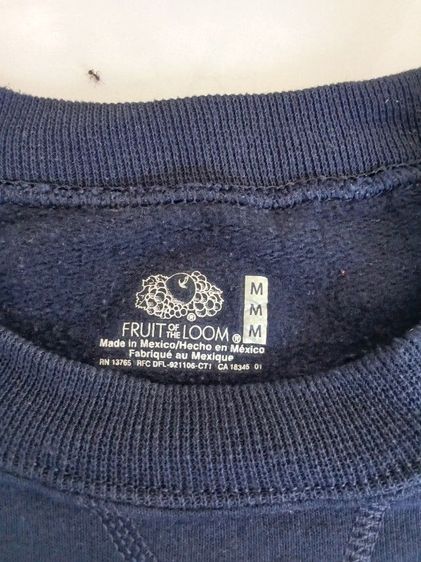 M
M
M
FRUIT OF THE LOOM®
Made in Mexico/Hecho en México
Fabriqué au Mexique
RN 13765 RFC DFL-921106-CT1 CA 18345 01